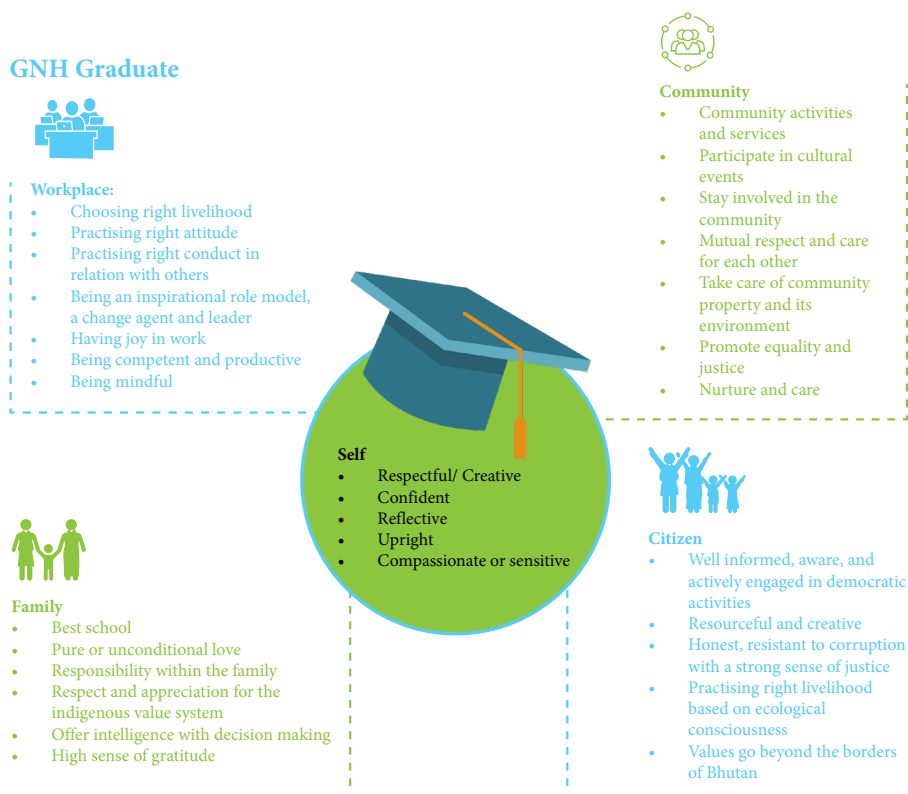 GNH Graduate
Workplace:
• Choosing right livelihood
• Practising right attitude
• Practising right conduct in
relation with others
• Being an inspirational role model,
a change agent and leader
• Having joy in work
• Being competent and productive
• Being mindful
Community
• Community activities
and services
• Participate in cultural
events
• Stay involved in the
community
• Mutual respect and care
for each other
• Take care of community
property and its
environment
• Promote equality and
justice
• Nurture and care
Self
• Respectful/ Creative
• Confident
• Reflective
• Upright
• Compassionate or sensitive
Family
• Best school
• Pure or unconditional love
• Responsibility within the family
• Respect and appreciation for the
indigenous value system
• Offer intelligence with decision making
• High sense of gratitude
Citizen
• Well informed, aware, and
actively engaged in democratic
activities
• Resourceful and creative
• Honest, resistant to corruption
with a strong sense of justice
• Practising right livelihood
based on ecological
consciousness
• Values go beyond the borders
of Bhutan